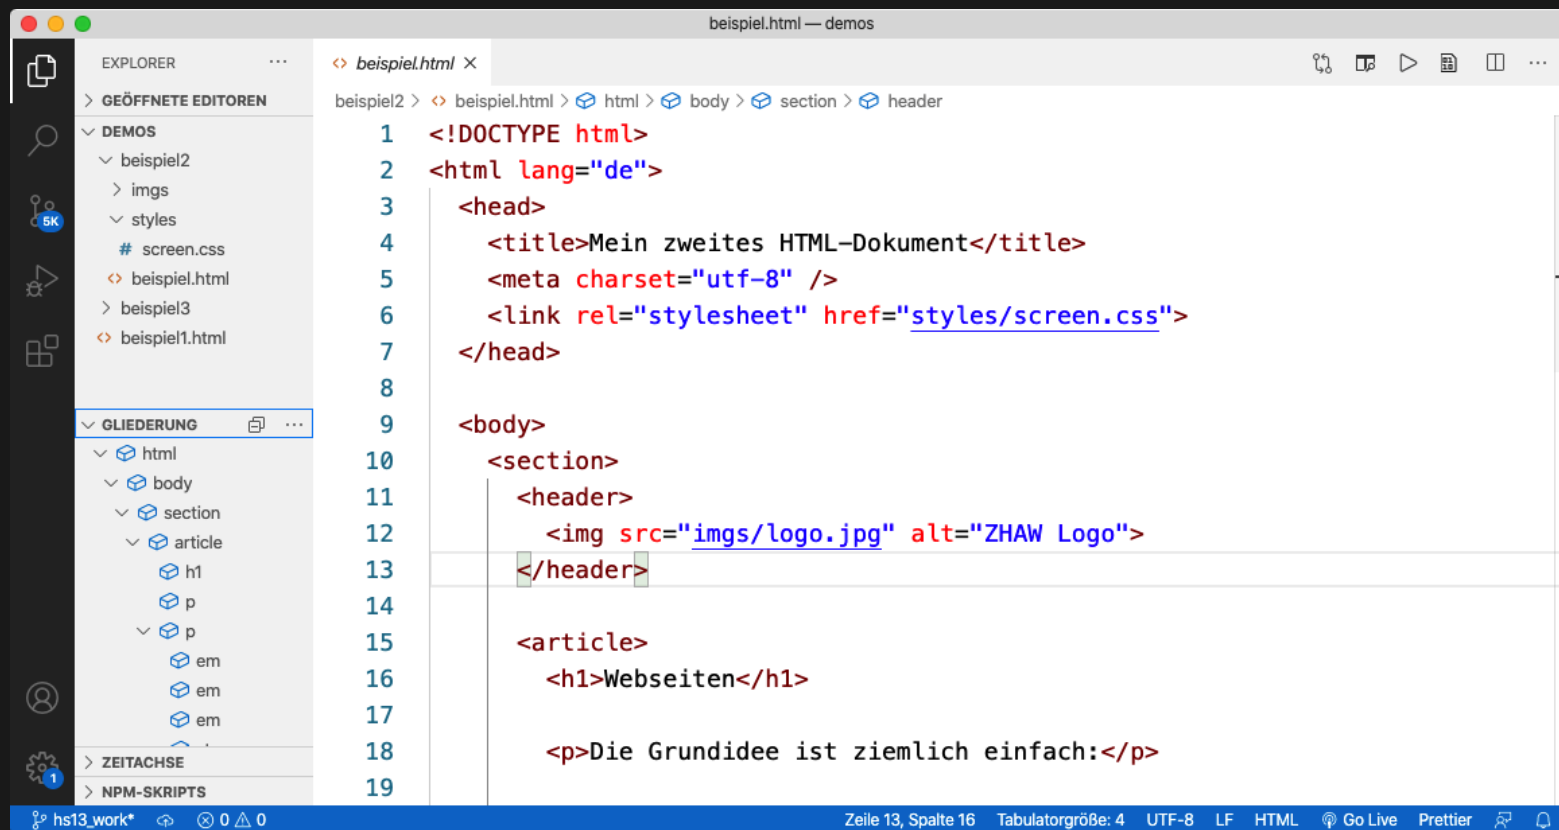 beispiel.html — demos
EXPLORER
GEÖFFNETE EDITOREN
DEMOS
beispiel2
imgs
styles
# screen.css
<> beispiel.html
beispiel3
<> beispiel1.html
GLIEDERUNG
html
body
section
article
h1
p
p
em
em
em
ZEITACHSE
NPM-SKRIPTS
5K
1
<> beispiel.html
beispiel2 > <> beispiel.html > html > body > section > header
1 <!DOCTYPE html>
2 <html lang="de">
3 <head>
4 <title>Mein zweites HTML-Dokument</title>
5 <meta charset="utf-8" />
6 <link rel="stylesheet" href="styles/screen.css">
7 </head>
8
9 <body>
10 <section>
11 <header>
12 <img src="imgs/logo.jpg" alt="ZHAW Logo">
13 </header>
14
15 <article>
16 <h1>Webseiten</h1>
17
18 <p>Die Grundidee ist ziemlich einfach:</p>
19
hs13_work* 0 0 Zeile 13, Spalte 16 Tabulatorgröße: 4 UTF-8 LF HTML Go Live Prettier